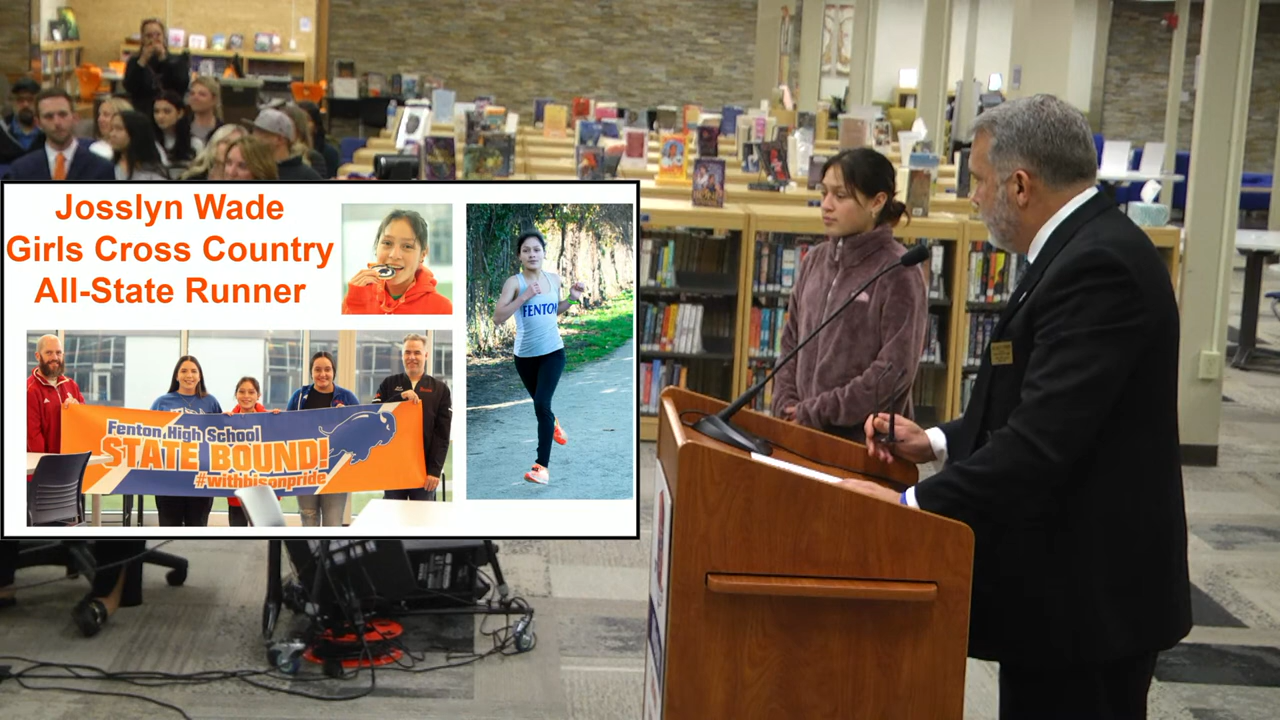 Josslyn Wade
Girls Cross Country
All-State Runner
FENTON
Fenton High School
STATE BOUND!
#withbisonpride